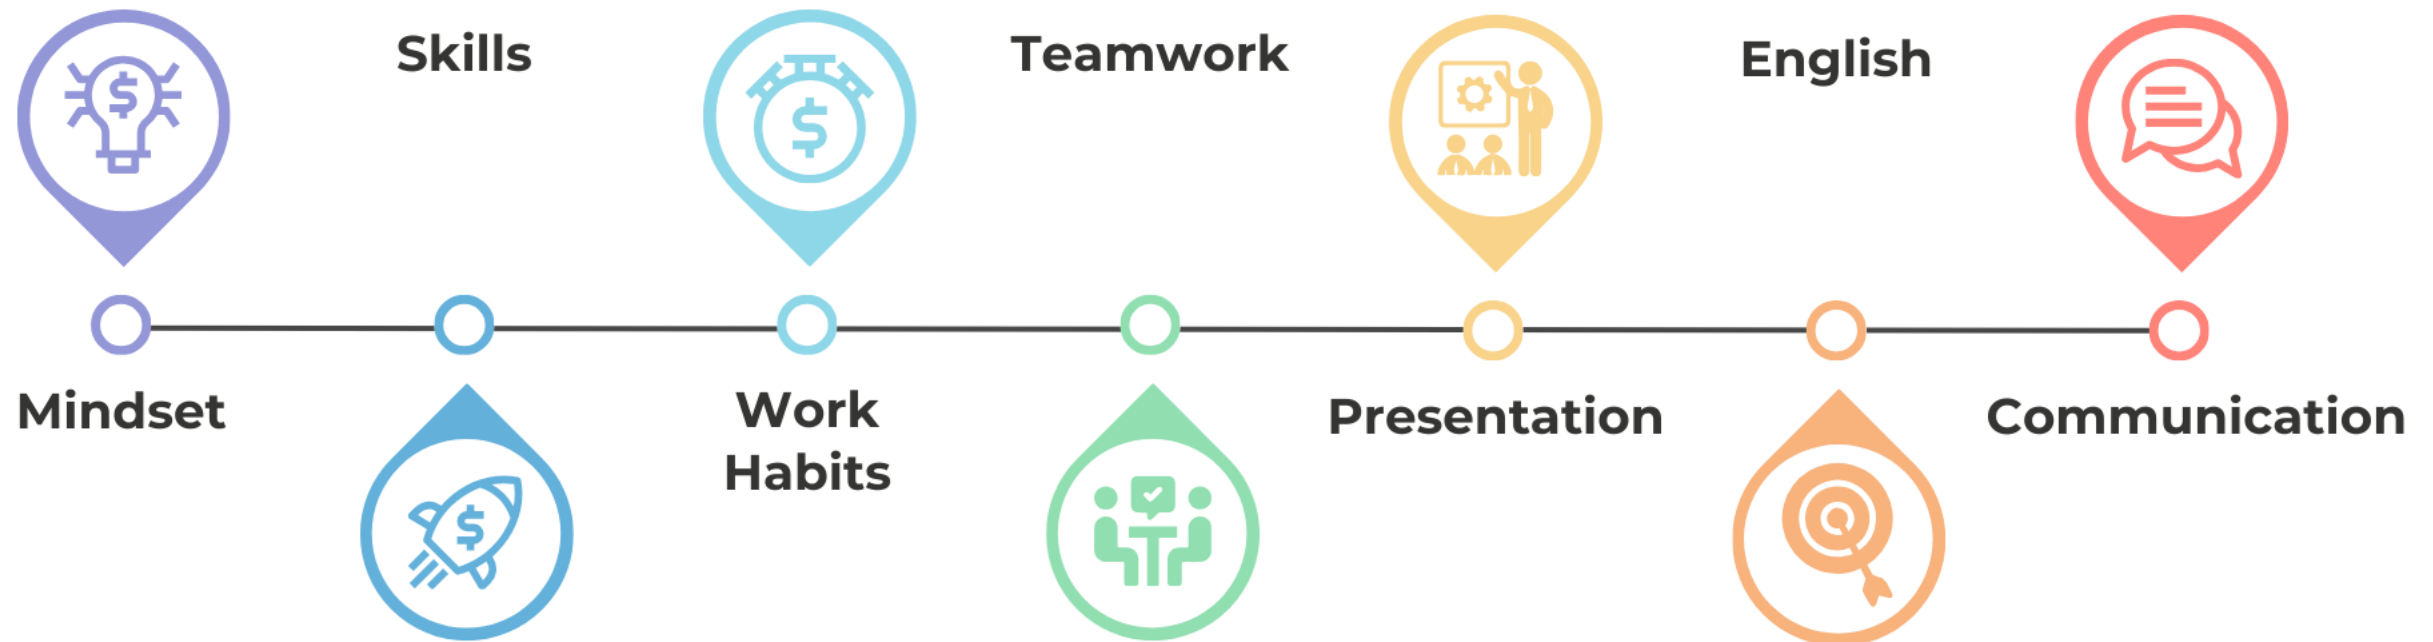 Mindset
Skills
Work
Habits
Teamwork
Presentation
English
Communication
$
$
$